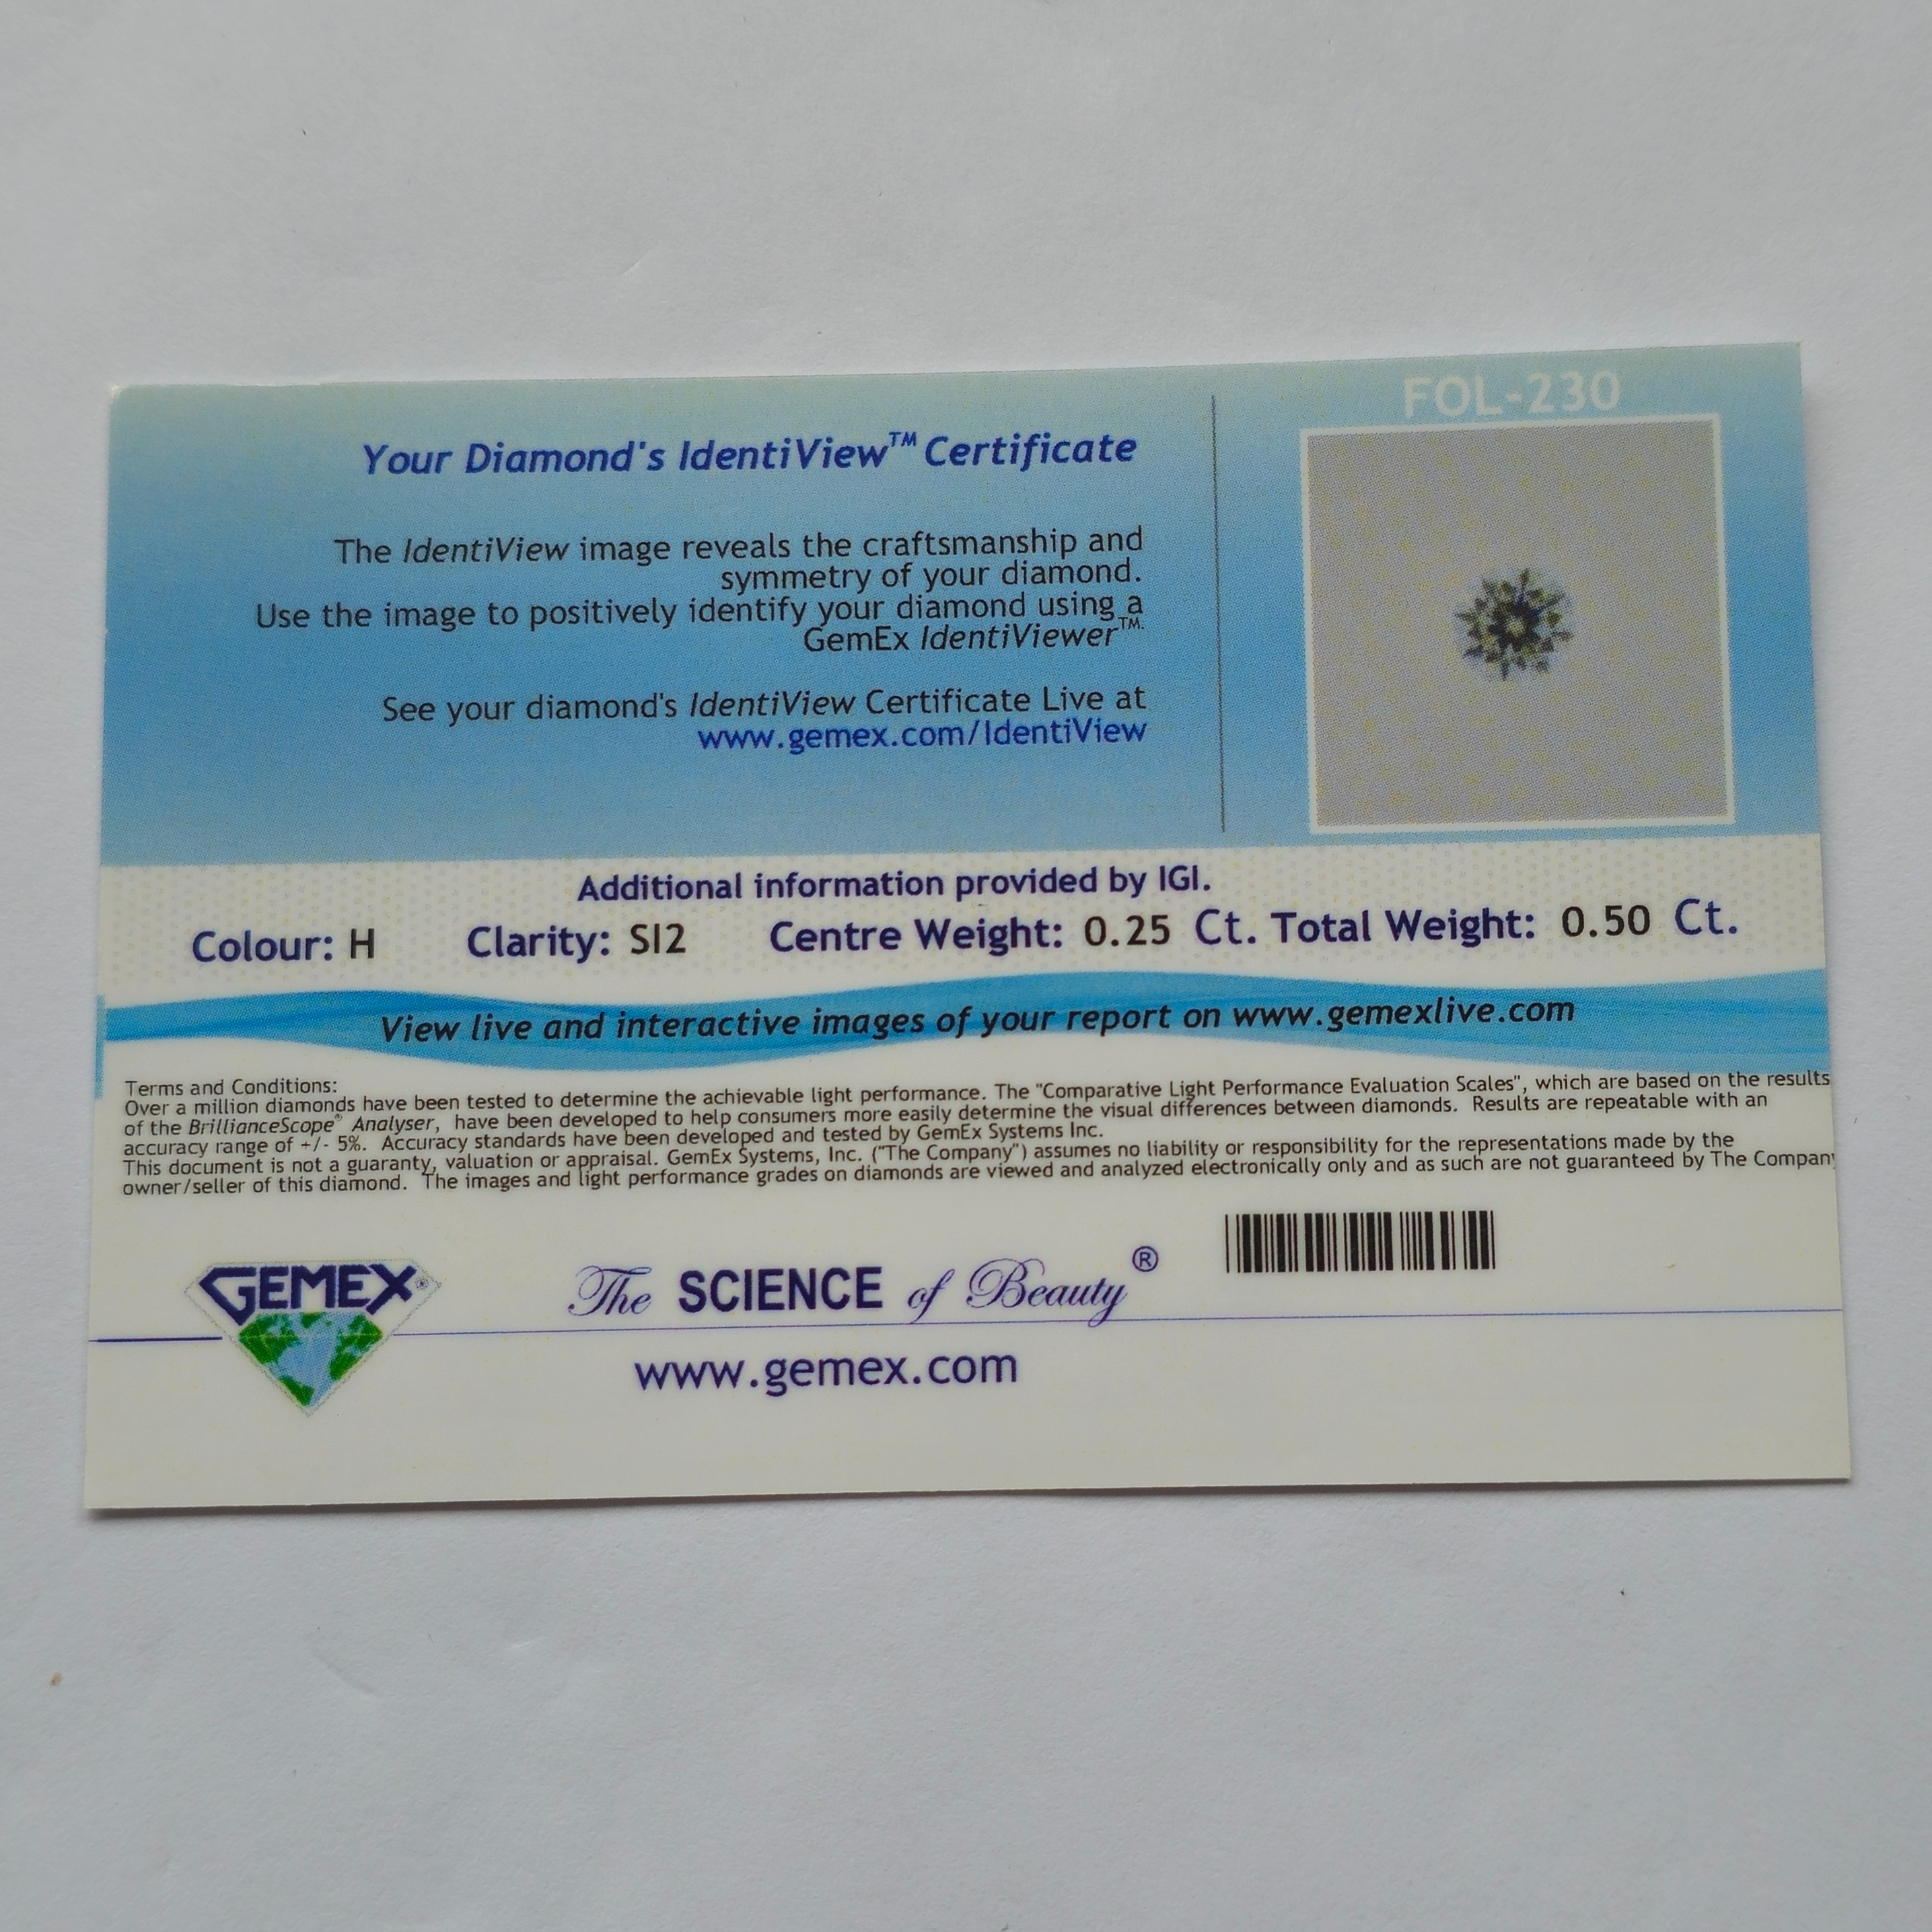 FOL-230
Your Diamond's IdentiView™ Certificate
The IdentiView image reveals the craftsmanship and
symmetry of your diamond.
Use the image to positively identify your diamond using a
GemEx IdentiViewer™.
See your diamond's IdentiView Certificate Live at
www.gemex.com/IdentiView
Additional information provided by IGI.
Colour: H Clarity: SI2 Centre Weight: 0.25 Ct. Total Weight: 0.50 Ct.
View live and interactive images of your report on www.gemexlive.com
Terms and Conditions:
Over a million diamonds have been tested to determine the achievable light performance. The "Comparative Light Performance Evaluation Scales", which are based on the results
of the BrillianceScope® Analyser, have been developed to help consumers more easily determine the visual differences between diamonds. Results are repeatable with an
accuracy range of +/- 5%. Accuracy standards have been developed and tested by GemEx Systems Inc.
This document is not a guaranty, valuation or appraisal. GemEx Systems, Inc. ("The Company") assumes no liability or responsibility for the representations made by the
owner/seller of this diamond. The images and light performance grades on diamonds are viewed and analyzed electronically only and as such are not guaranteed by The Company
GEMEX®
The SCIENCE of Beauty®
www.gemex.com